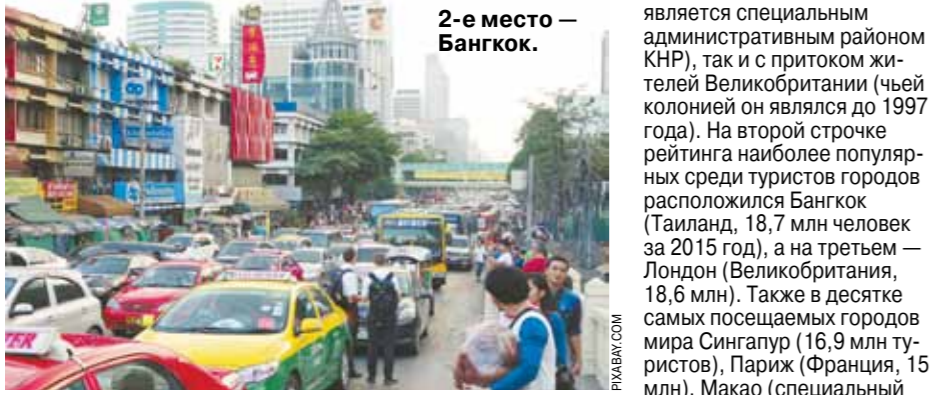 2-е место —
Бангкок.
PIXABAY.COM
является специальным
административным районом
КНР), так и с притоком жи-
телей Великобритании (чьей
колонией он являлся до 1997
года). На второй строчке
рейтинга наиболее популяр-
ных среди туристов городов
расположился Бангкок
(Таиланд, 18,7 млн человек
за 2015 год), а на третьем —
Лондон (Великобритания,
18,6 млн). Также в десятке
самых посещаемых городов
мира Сингапур (16,9 млн ту-
ристов), Париж (Франция, 15
млн), Макао (специальный